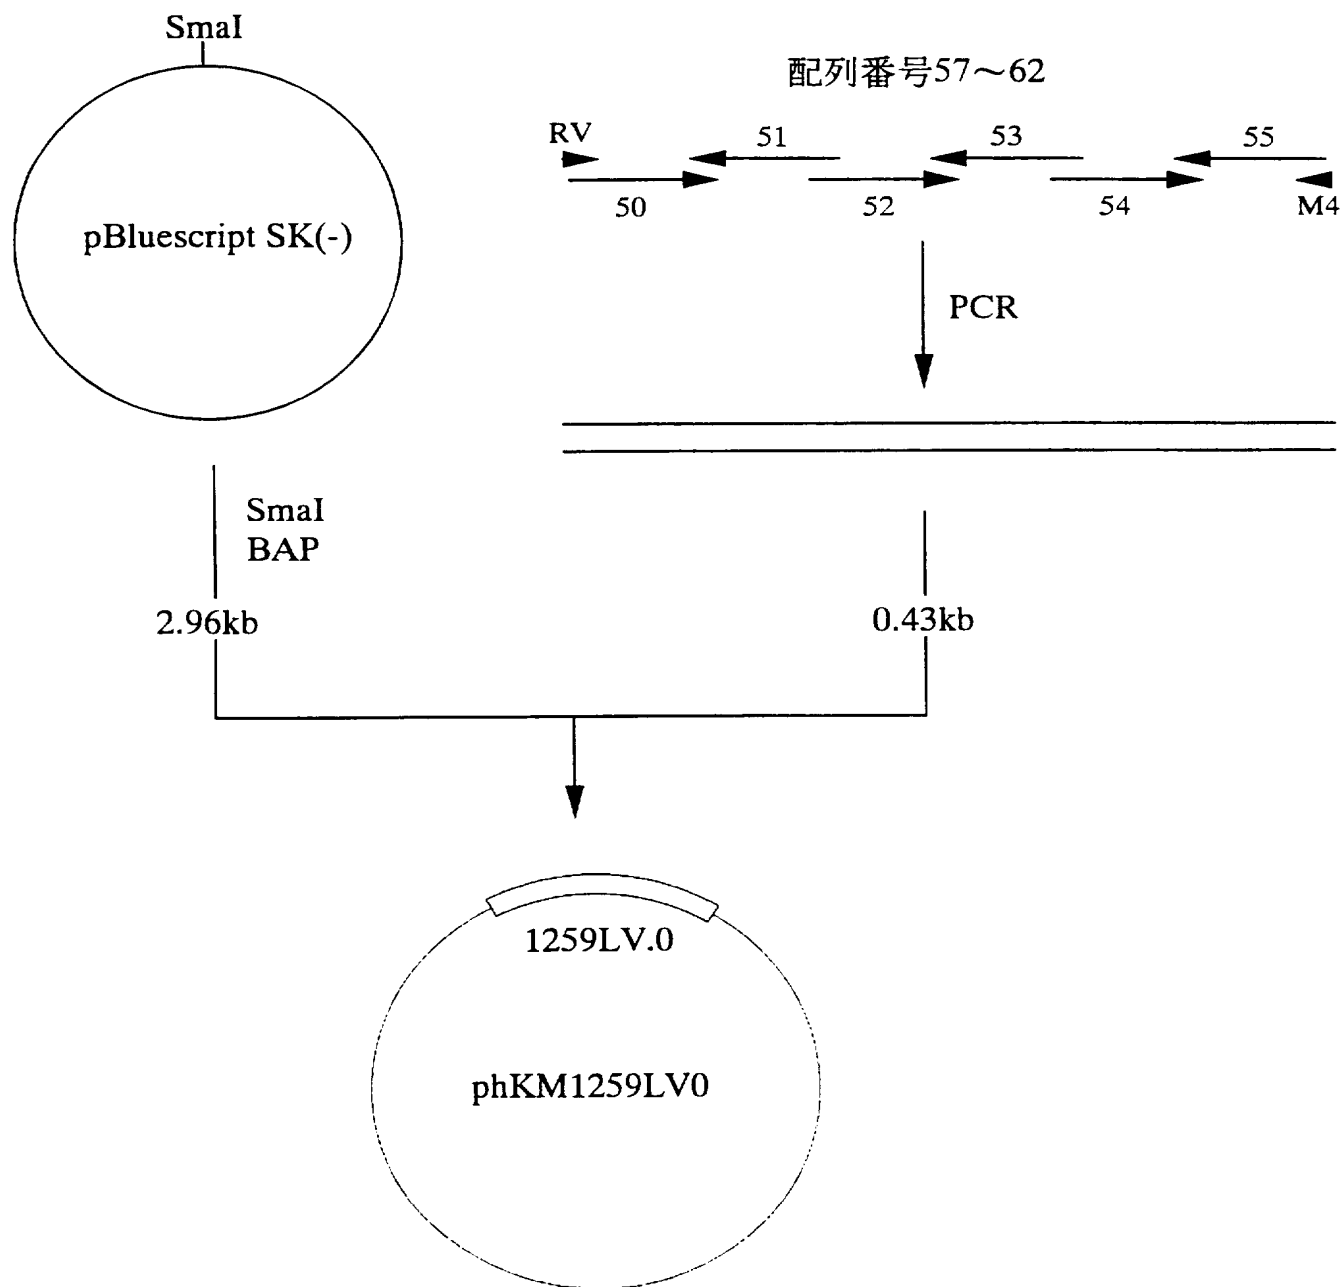 SmaI
pBluescript SK(-)
配列番号57～62
RV
51
53
55
50
52
54
M4
PCR
SmaI
BAP
2.96kb
0.43kb
1259LV.0
phKM1259LV0